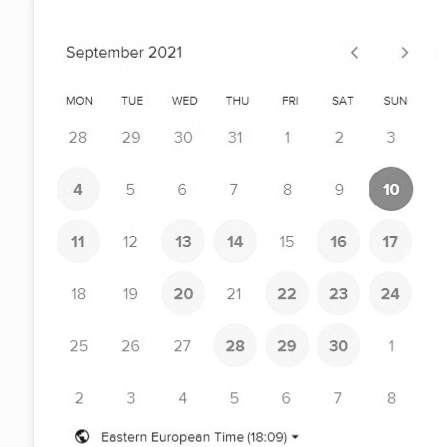 September 2021 < >
MON TUE WED THU FRI SAT SUN
28 29 30 31 1 2 3
4 5 6 7 8 9 10
11 12 13 14 15 16 17
18 19 20 21 22 23 24
25 26 27 28 29 30 1
2 3 4 5 6 7 8
Eastern European Time (18:09)